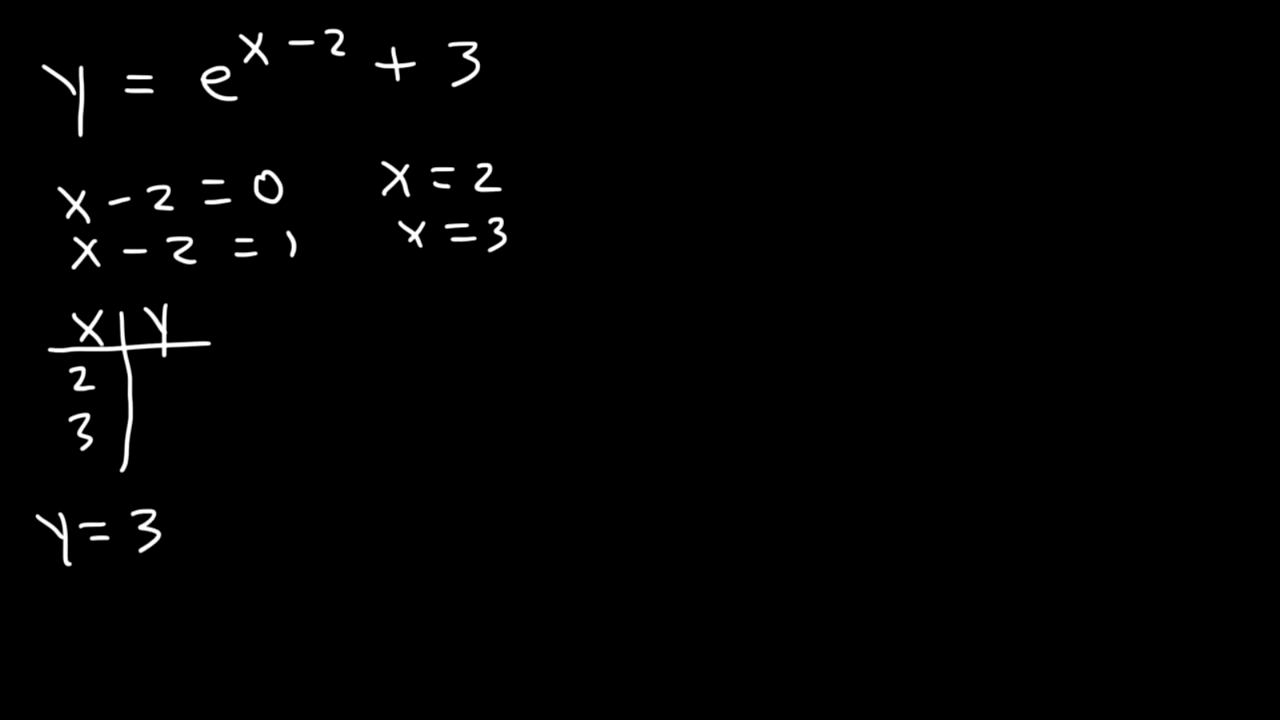 y = e^{x-2} + 3
x - 2 = 0 x = 2
x - 2 = 1 x = 3
x | y
2
3
y = 3